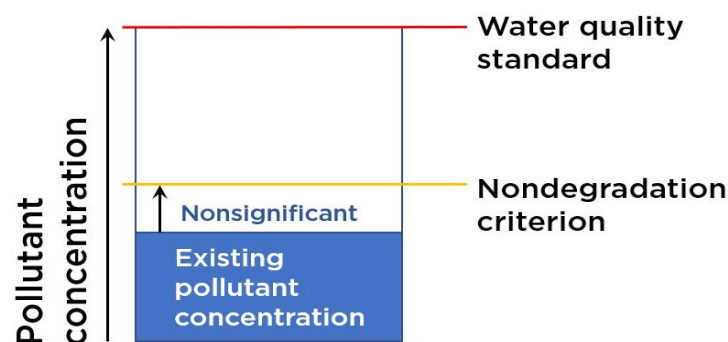 Pollutant
concentration
Water quality
standard
Nondegradation
criterion
Nonsignificant
Existing
pollutant
concentration